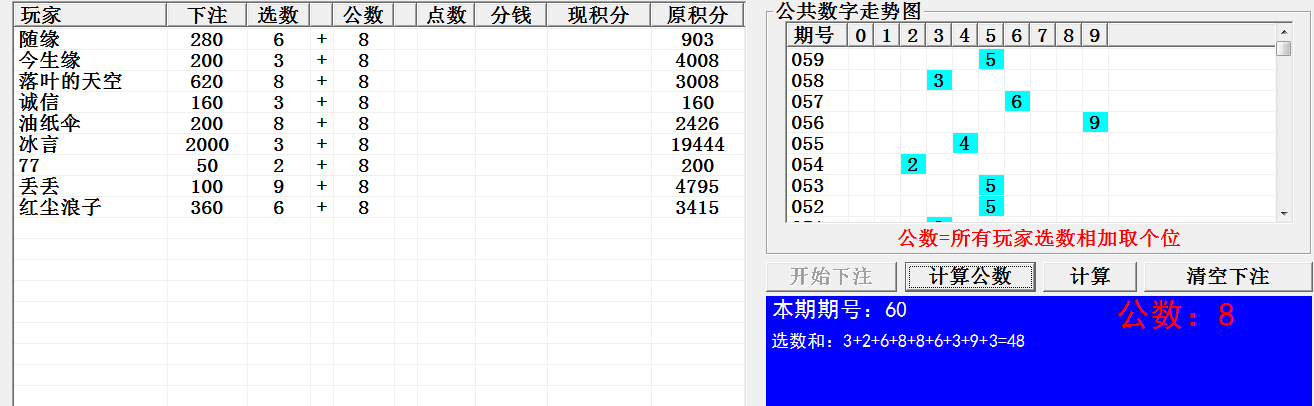 玩家 下注 选数 公数 点数 分钱 现积分 原积分
随缘 280 6 + 8 903
今生缘 200 3 + 8 4008
落叶的天空 620 8 + 8 3008
诚信 160 3 + 8 160
油纸伞 200 8 + 8 2426
冰言 2000 3 + 8 19444
77 50 2 + 8 200
丢丢 100 9 + 8 4795
红尘浪子 360 6 + 8 3415
公共数字走势图
期号 0 1 2 3 4 5 6 7 8 9
059 5
058 3
057 6
056 9
055 4
054 2
053 5
052 5
公数=所有玩家选数相加取个位
开始下注 计算公数 计算 清空下注
本期期号：60 公数：8
选数和：3+2+6+8+8+6+3+9+3=48